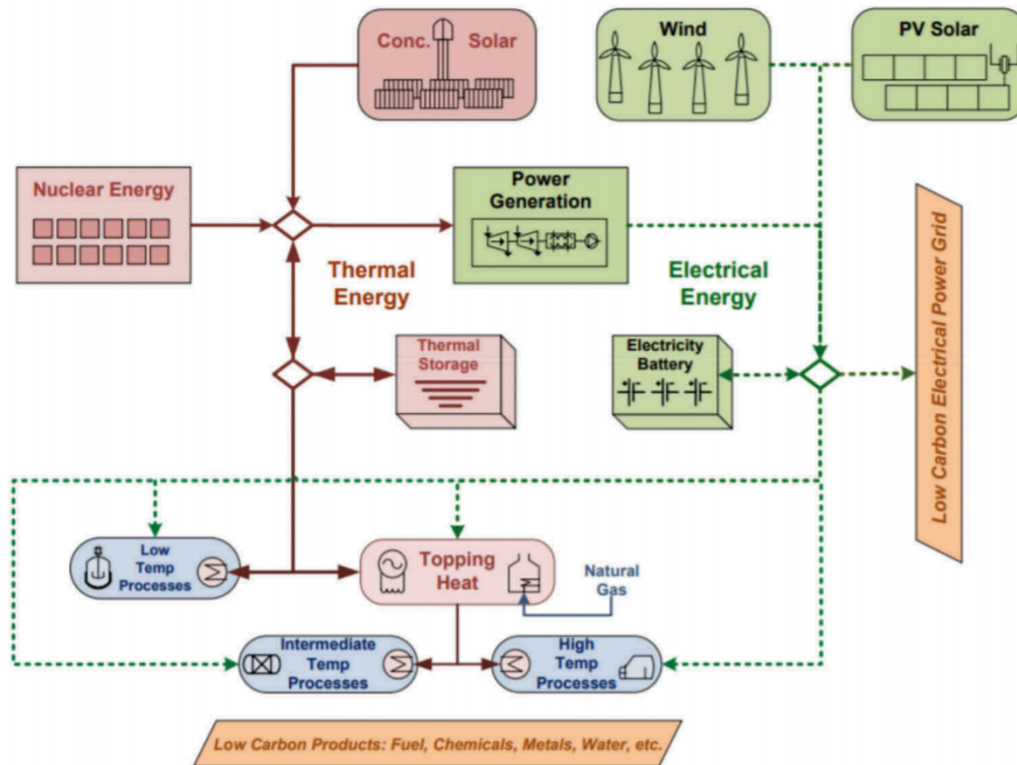 Conc. Solar
Wind
PV Solar
Nuclear Energy
Power
Generation
Thermal
Energy
Electrical
Energy
Thermal
Storage
Electricity
Battery
Low Carbon Electrical Power Grid
Low
Temp
Processes
Topping
Heat
Natural
Gas
Intermediate
Temp
Processes
High
Temp
Processes
Low Carbon Products: Fuel, Chemicals, Metals, Water, etc.